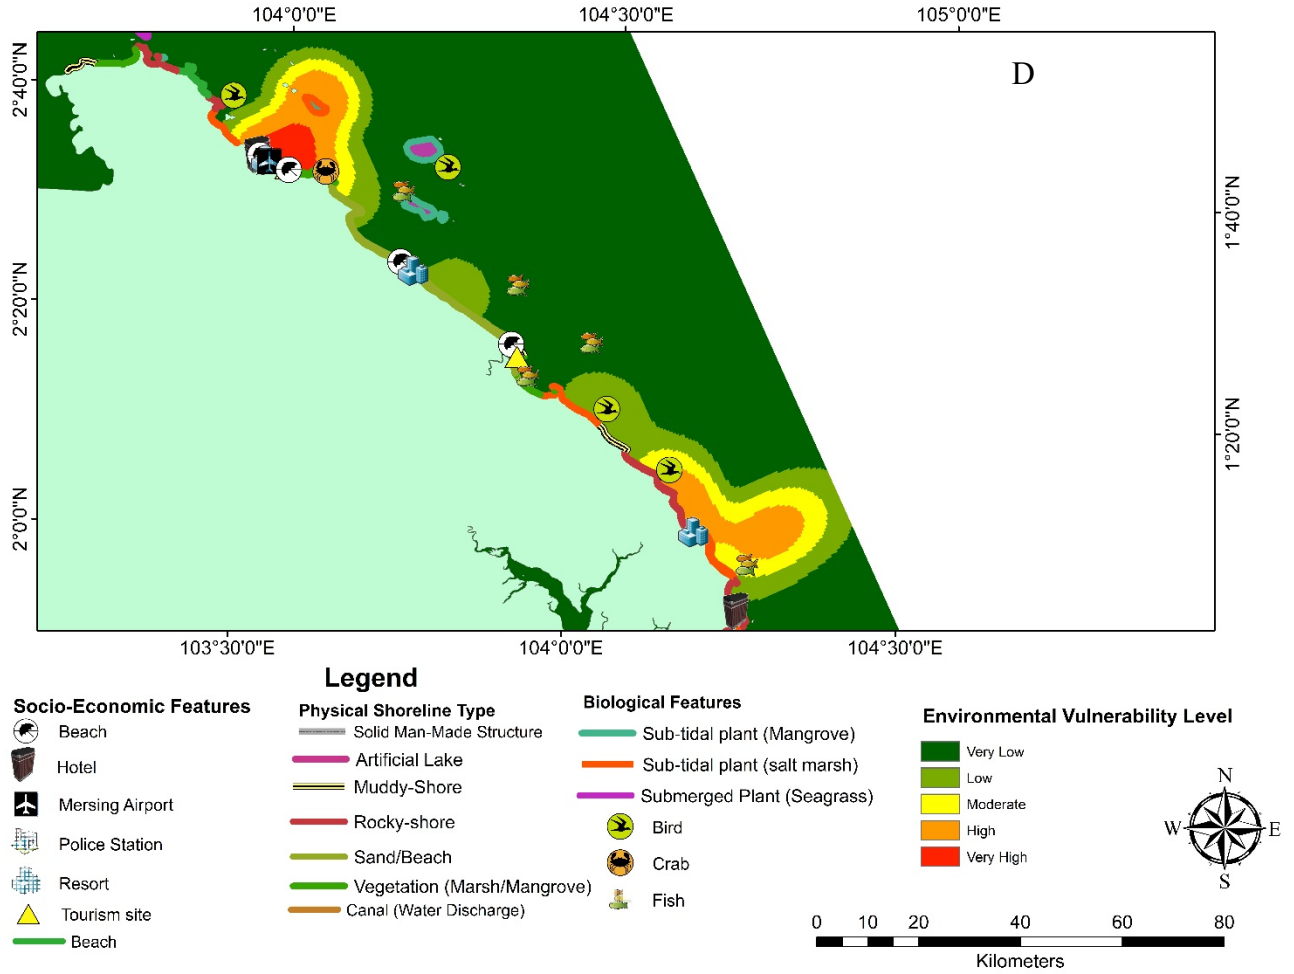 104°0'0"E
104°30'0"E
105°0'0"E
2°40'0"N
2°20'0"N
2°0'0"N
D
1°40'0"N
1°20'0"N
103°30'0"E
104°0'0"E
104°30'0"E
Legend
Socio-Economic Features
Beach
Hotel
Mersing Airport
Police Station
Resort
Tourism site
Beach
Physical Shoreline Type
Solid Man-Made Structure
Artificial Lake
Muddy-Shore
Rocky-shore
Sand/Beach
Vegetation (Marsh/Mangrove)
Canal (Water Discharge)
Biological Features
Sub-tidal plant (Mangrove)
Sub-tidal plant (salt marsh)
Submerged Plant (Seagrass)
Bird
Crab
Fish
Environmental Vulnerability Level
Very Low
Low
Moderate
High
Very High
N
W E
S
0 10 20 40 60 80
Kilometers